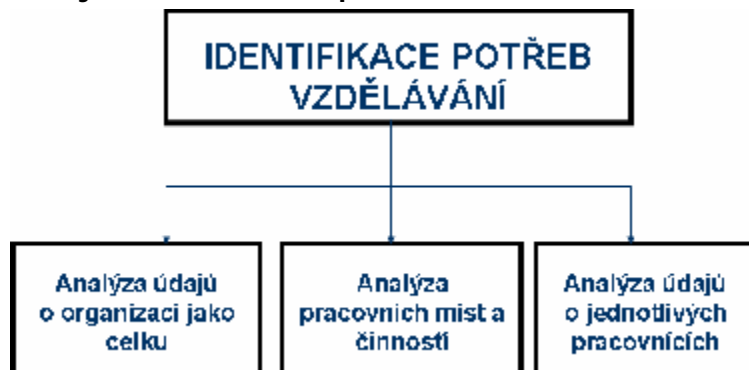 IDENTIFIKACE POTŘEB
VZDĚLÁVÁNÍ
Analýza údajů
o organizaci jako
celku
Analýza
pracovních míst a
činností
Analýza údajů
o jednotlivých
pracovnících